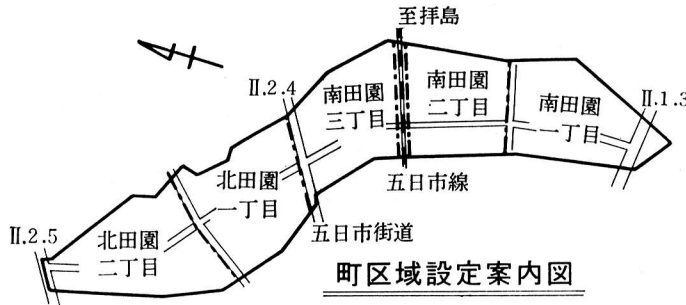 至拝島
II.2.4
南田園
三丁目
南田園
二丁目
南田園
一丁目
II.1.3
北田園
一丁目
五日市線
II.2.5
北田園
二丁目
五日市街道
町区域設定案内図